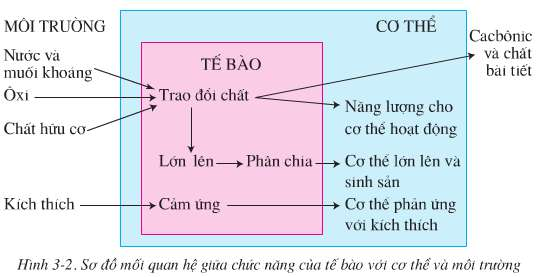 MÔI TRƯỜNG
CƠ THỂ
Cacbônic
và chất
bài tiết
Nước và
muối khoáng
Ôxi
Chất hữu cơ
Kích thích
TẾ BÀO
Trao đổi chất
Lớn lên
Phân chia
Cảm ứng
Năng lượng cho
cơ thể hoạt động
Cơ thể lớn lên và
sinh sản
Cơ thể phản ứng
với kích thích
Hình 3-2. Sơ đồ mối quan hệ giữa chức năng của tế bào với cơ thể và môi trường